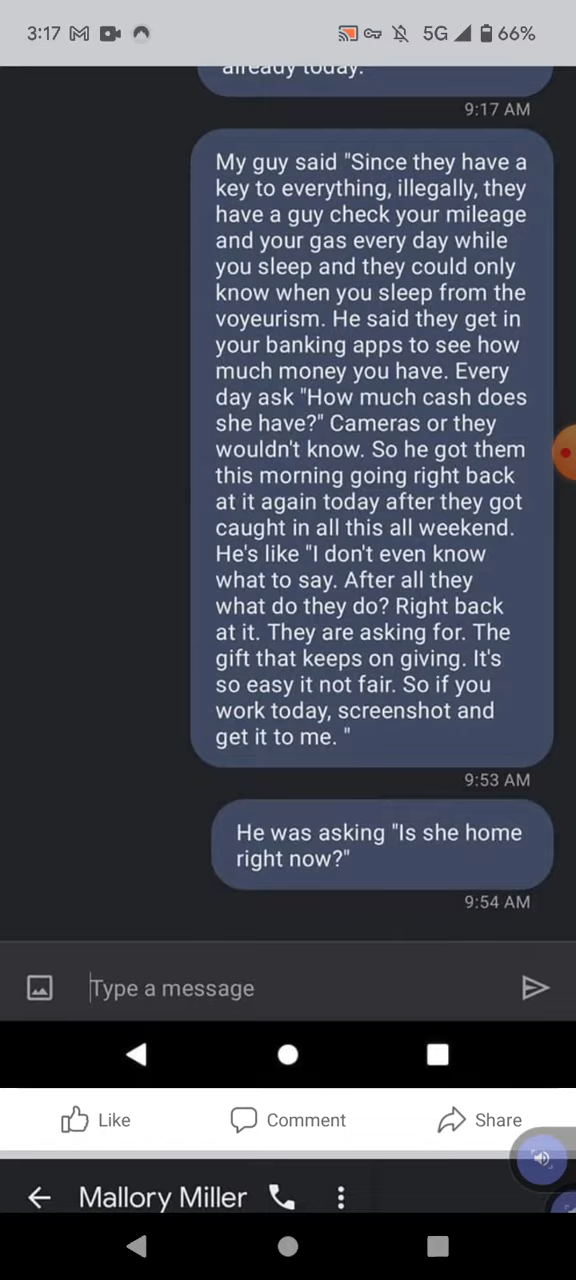 3:17
5G
66%
already today.
9:17 AM
My guy said "Since they have a
key to everything, illegally, they
have a guy check your mileage
and your gas every day while
you sleep and they could only
know when you sleep from the
voyeurism. He said they get in
your banking apps to see how
much money you have. Every
day ask "How much cash does
she have?" Cameras or they
wouldn't know. So he got them
this morning going right back
at it again today after they got
caught in all this all weekend.
He's like "I don't even know
what to say. After all they
what do they do? Right back
at it. They are asking for. The
gift that keeps on giving. It's
so easy it not fair. So if you
work today, screenshot and
get it to me. "
9:53 AM
He was asking "Is she home
right now?"
9:54 AM
Type a message
Like Comment Share
Mallory Miller